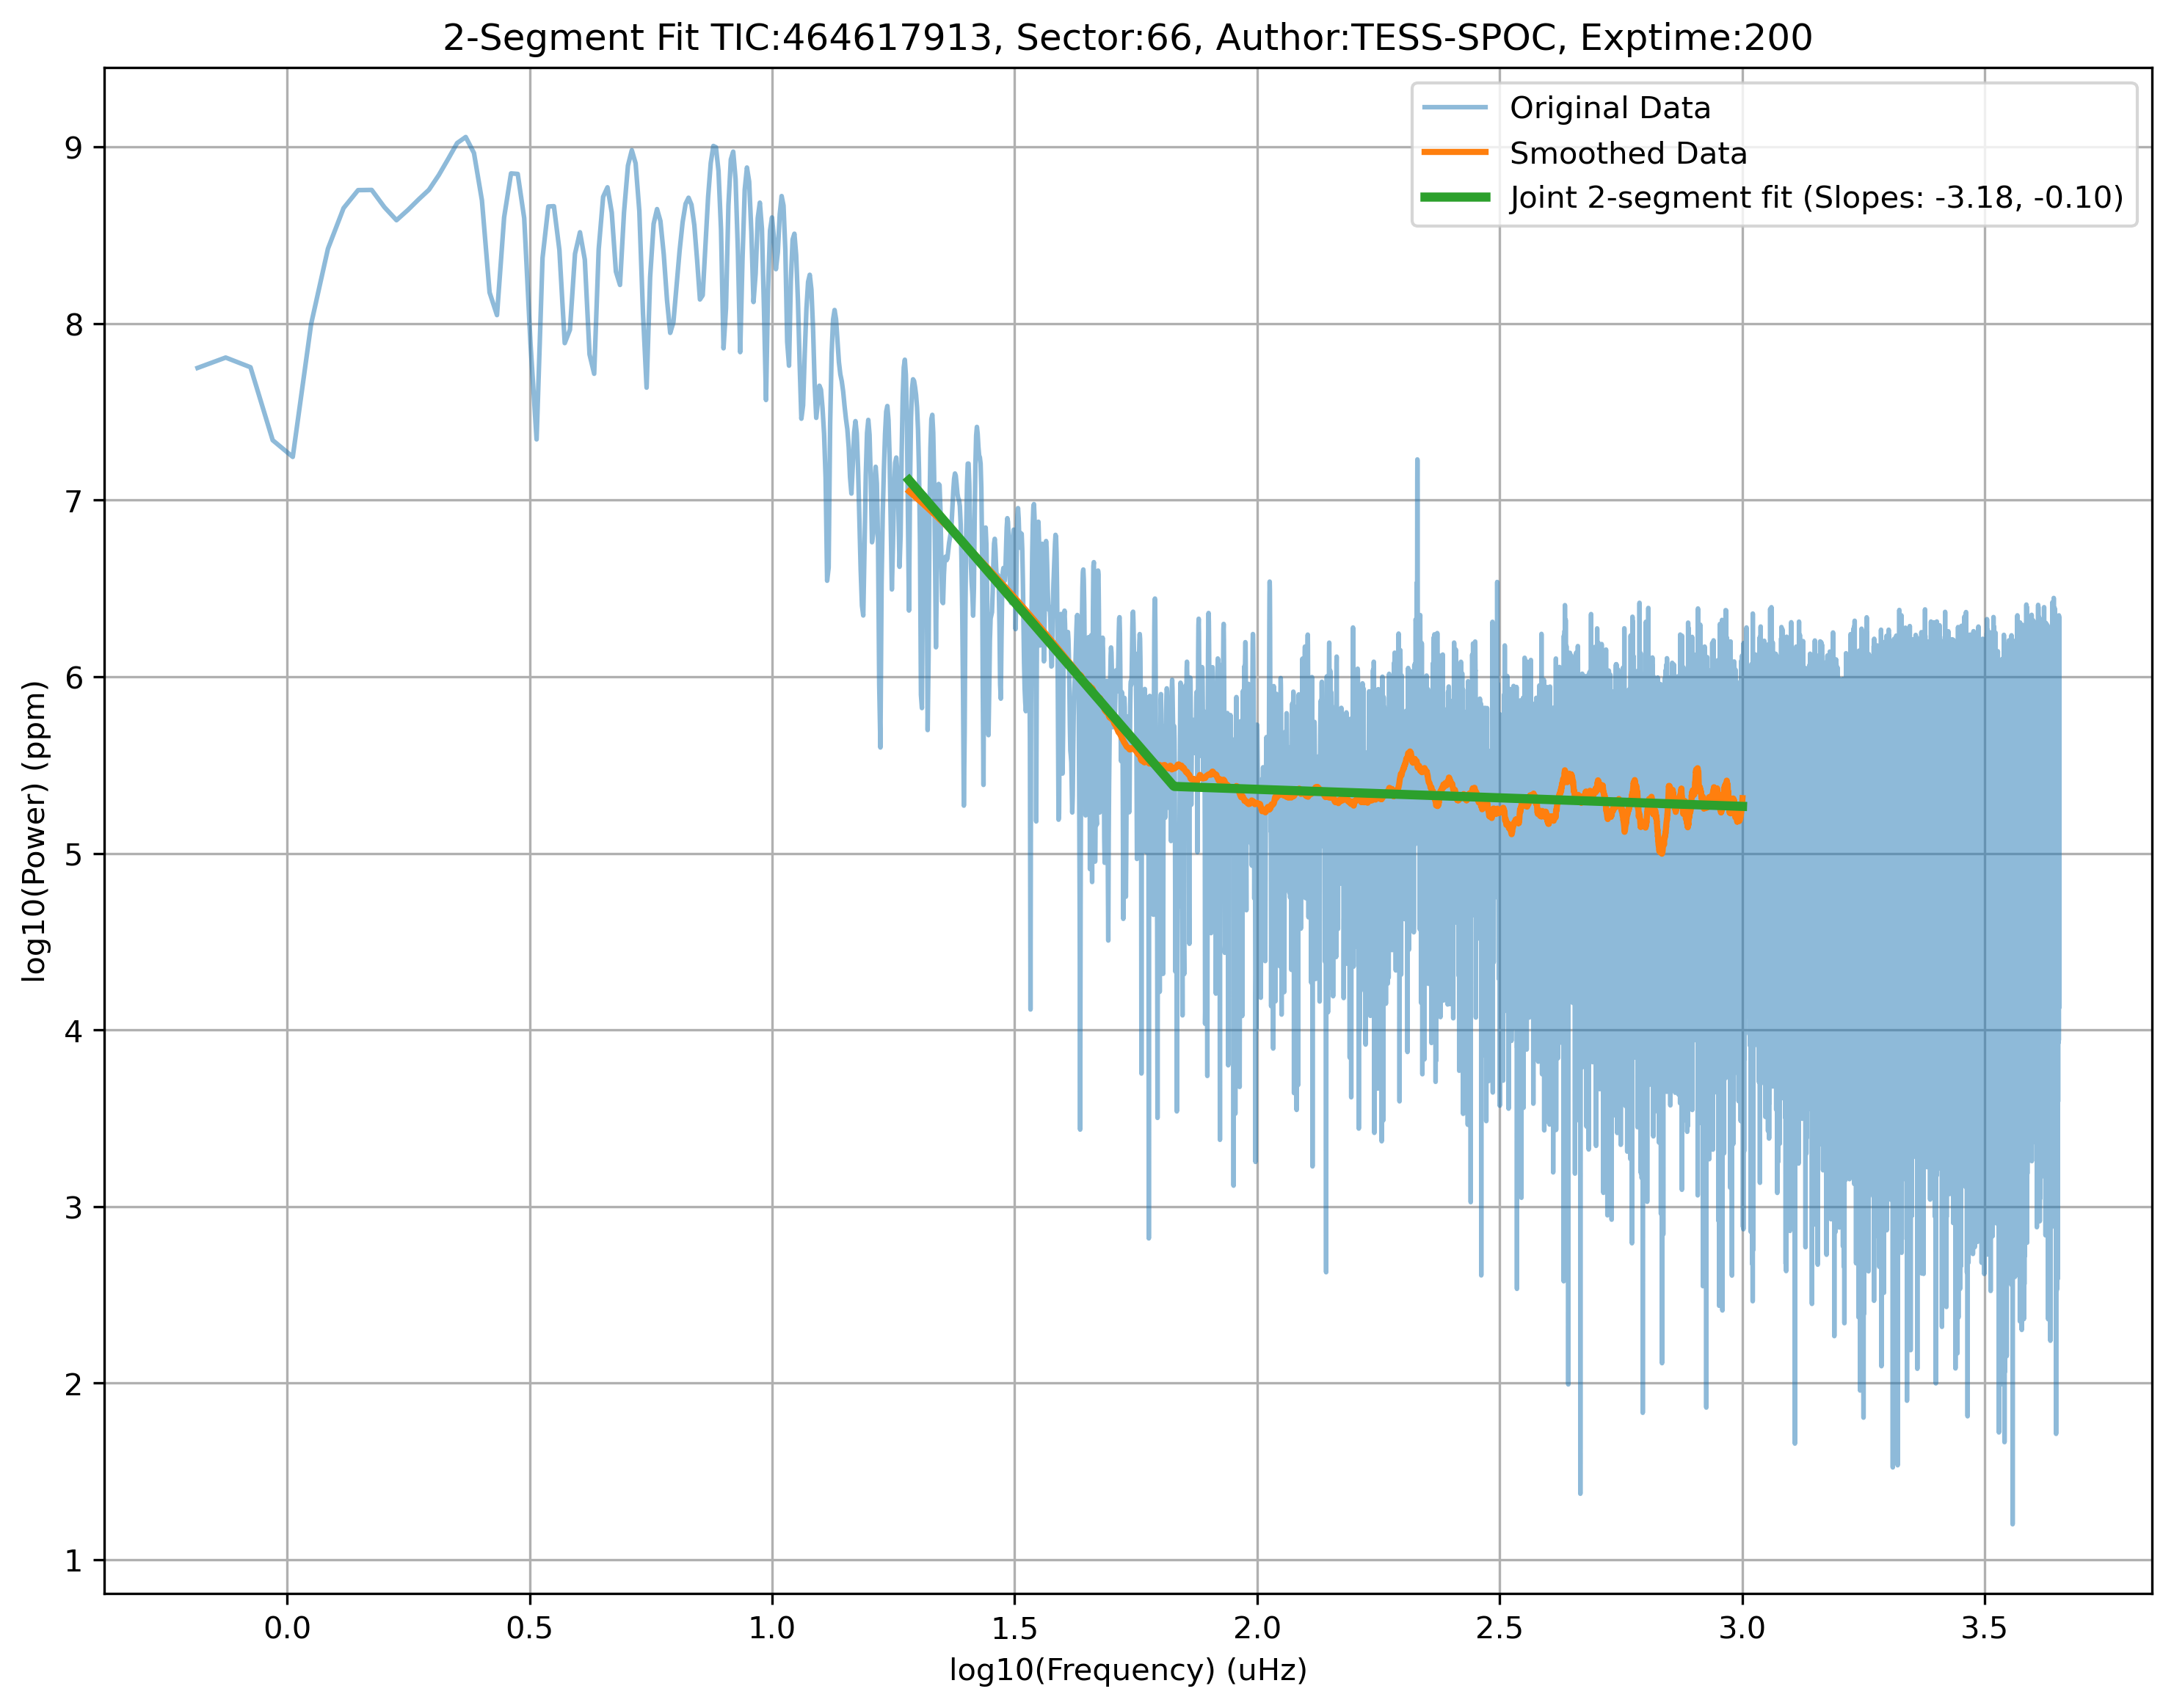 2-Segment Fit TIC:464617913, Sector:66, Author:TESS-SPOC, Exptime:200
Original Data
Smoothed Data
Joint 2-segment fit (Slopes: -3.18, -0.10)
log10(Power) (ppm)
9
8
7
6
5
4
3
2
1
0.0 0.5 1.0 1.5 2.0 2.5 3.0 3.5
log10(Frequency) (uHz)